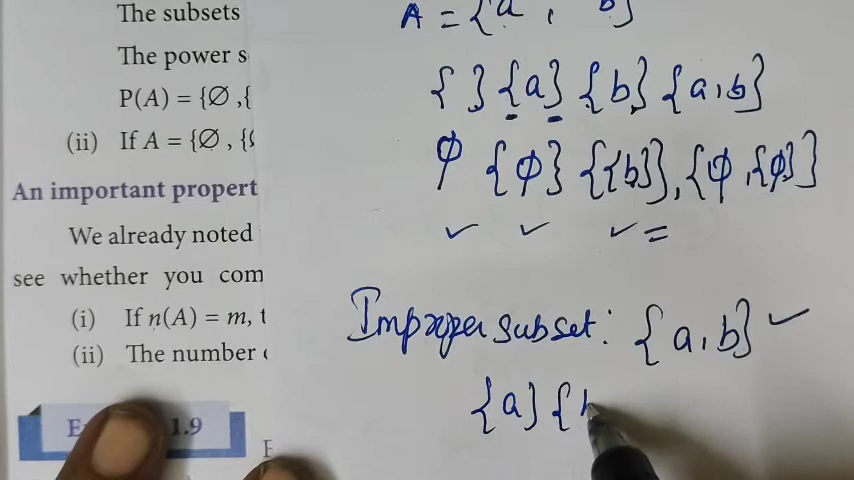 The subsets
The power s
P(A) = {∅ ,{
(ii) If A = {∅ , {
An important propert
We already noted
see whether you com
(i) If n(A) = m, t
(ii) The number
1.9
A = {a , b}
{ } {a} {b} {a,b}
φ {φ} {{b}},{φ,{φ}}
Improper subset: {a,b} ✓
{a} {